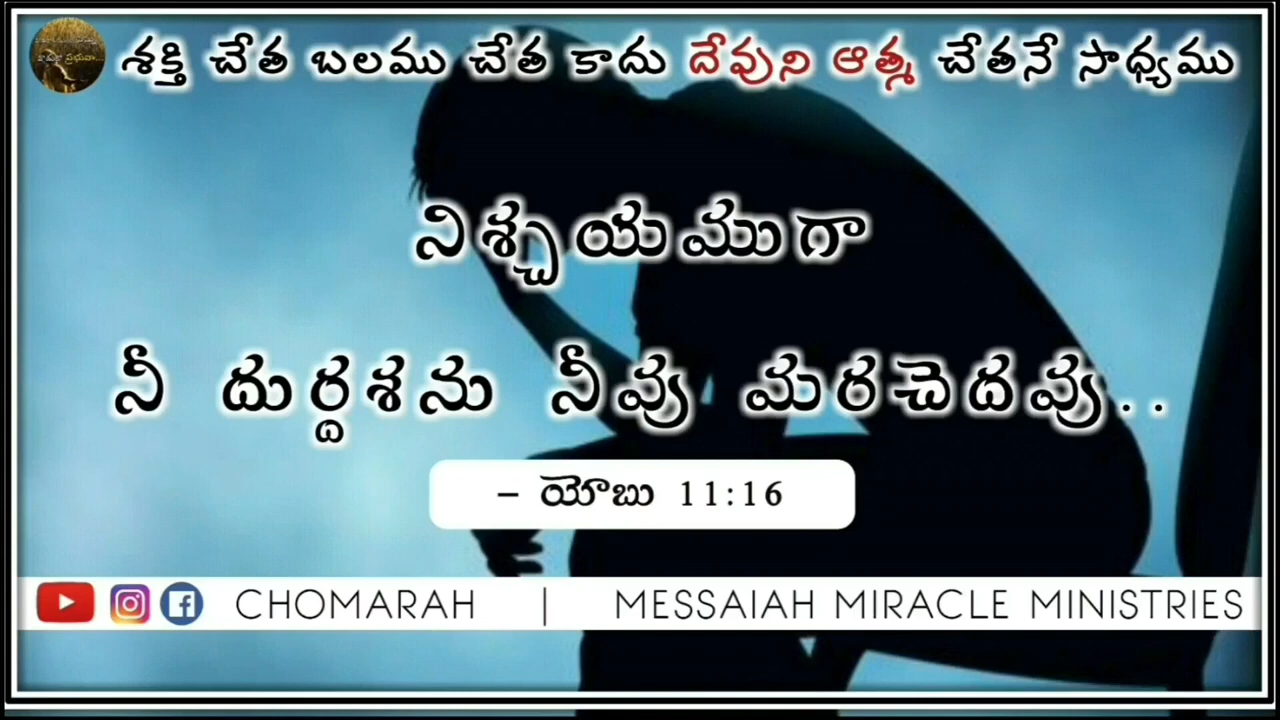 శక్తి చేత బలము చేత కాదు దేవుని ఆత్మ చేతనే సాధ్యము
నిశ్చయముగా
నీ దుర్దశను నీవు మరచెదవు..
- యోబు 11:16
CHOMARAH | MESSAIAH MIRACLE MINISTRIES